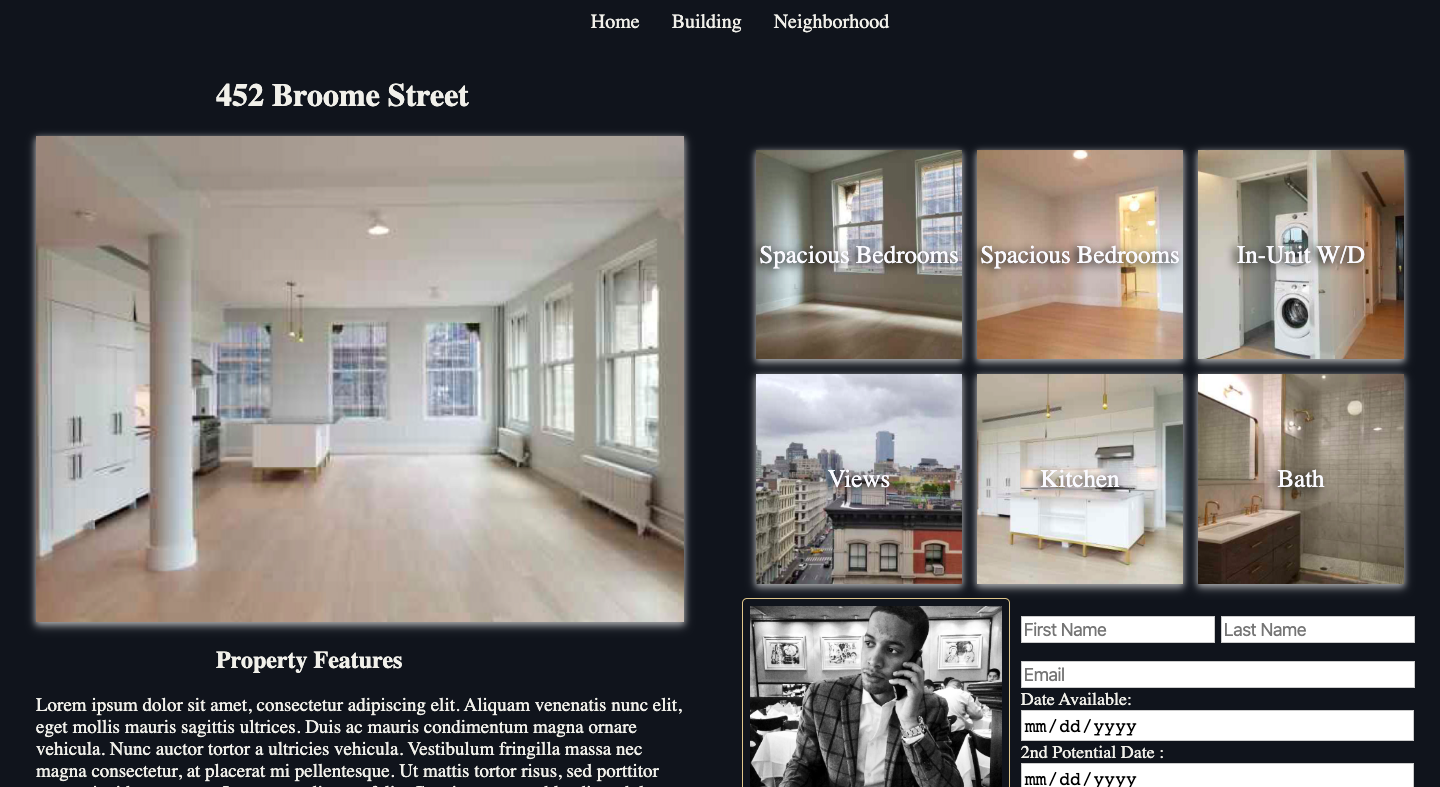 Home Building Neighborhood
452 Broome Street
Spacious Bedrooms
Spacious Bedrooms
In-Unit W/D
Views
Kitchen
Bath
Property Features
Lorem ipsum dolor sit amet, consectetur adipiscing elit. Aliquam venenatis nunc elit,
eget mollis mauris sagittis ultrices. Duis ac mauris condimentum magna ornare
vehicula. Nunc auctor tortor a ultricies vehicula. Vestibulum fringilla massa nec
magna consectetur, at placerat mi pellentesque. Ut mattis tortor risus, sed porttitor
First Name
Last Name
Email
Date Available:
mm/dd/yyyy
2nd Potential Date :
mm/dd/yyyy